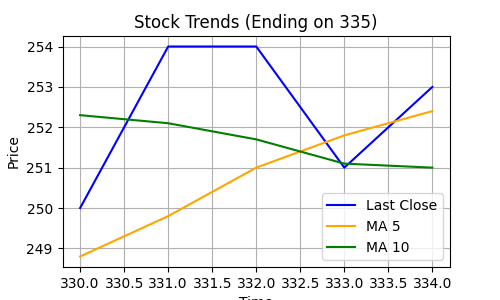 Stock Trends (Ending on 335)
Price
254
253
252
251
250
249
Last Close
MA 5
MA 10
330.0 330.5 331.0 331.5 332.0 332.5 333.0 333.5 334.0
Time